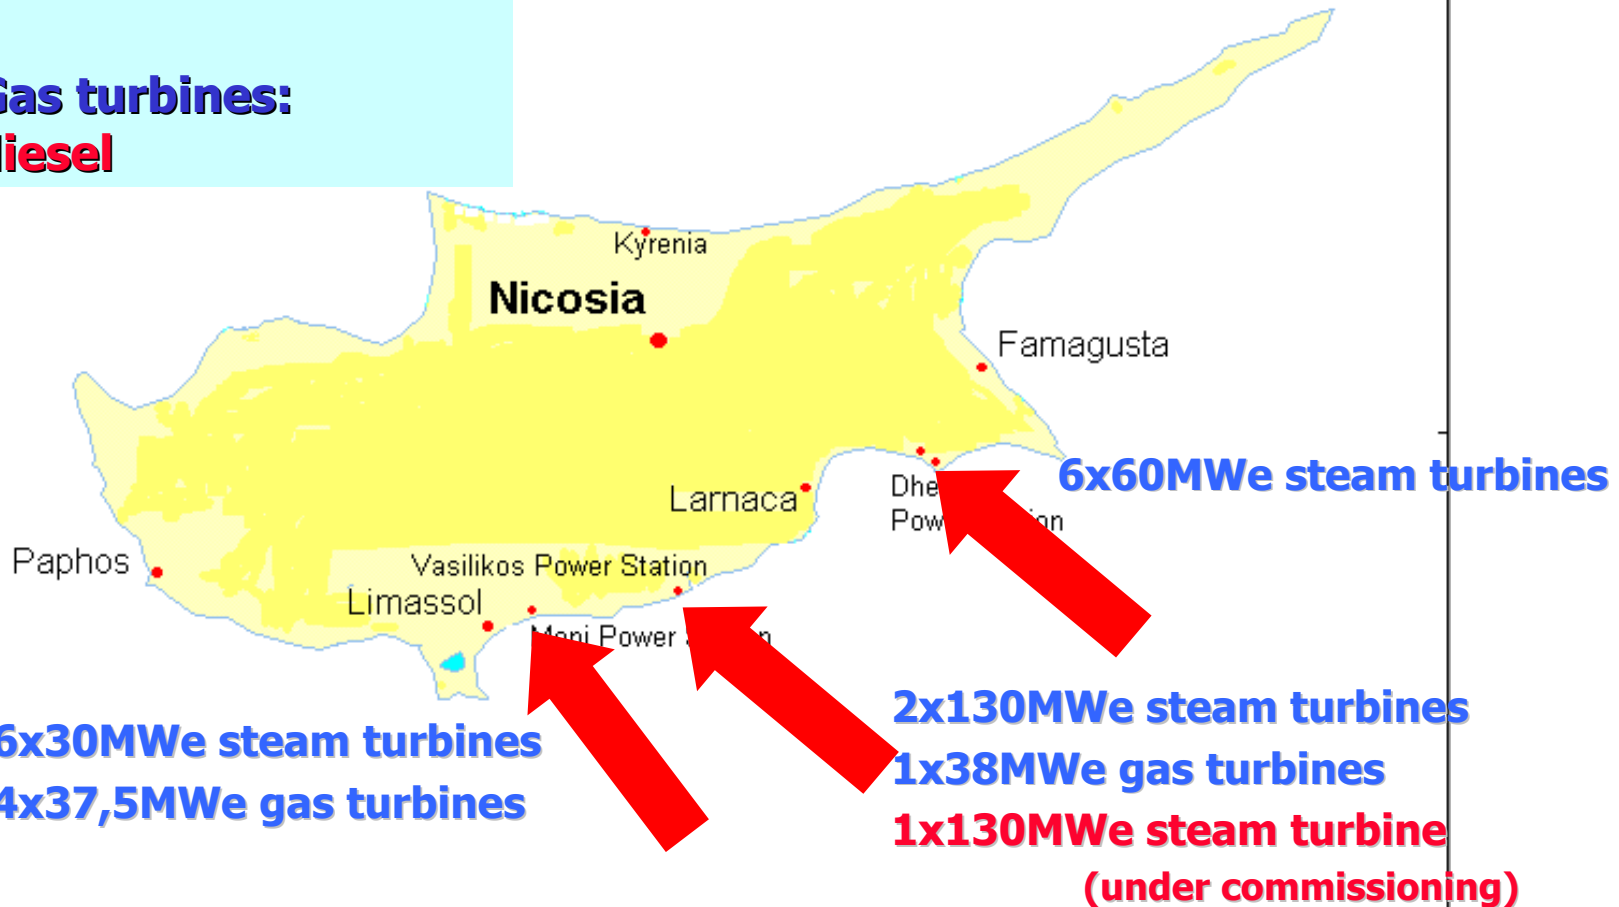 Gas turbines:
diesel
Kyrenia
Nicosia
Famagusta
6x60MWe steam turbines
Larnaca
Paphos
Vasilikos Power Station
Limassol
Power
2x130MWe steam turbines
6x30MWe steam turbines
1x38MWe gas turbines
4x37,5MWe gas turbines
1x130MWe steam turbine
(under commissioning)